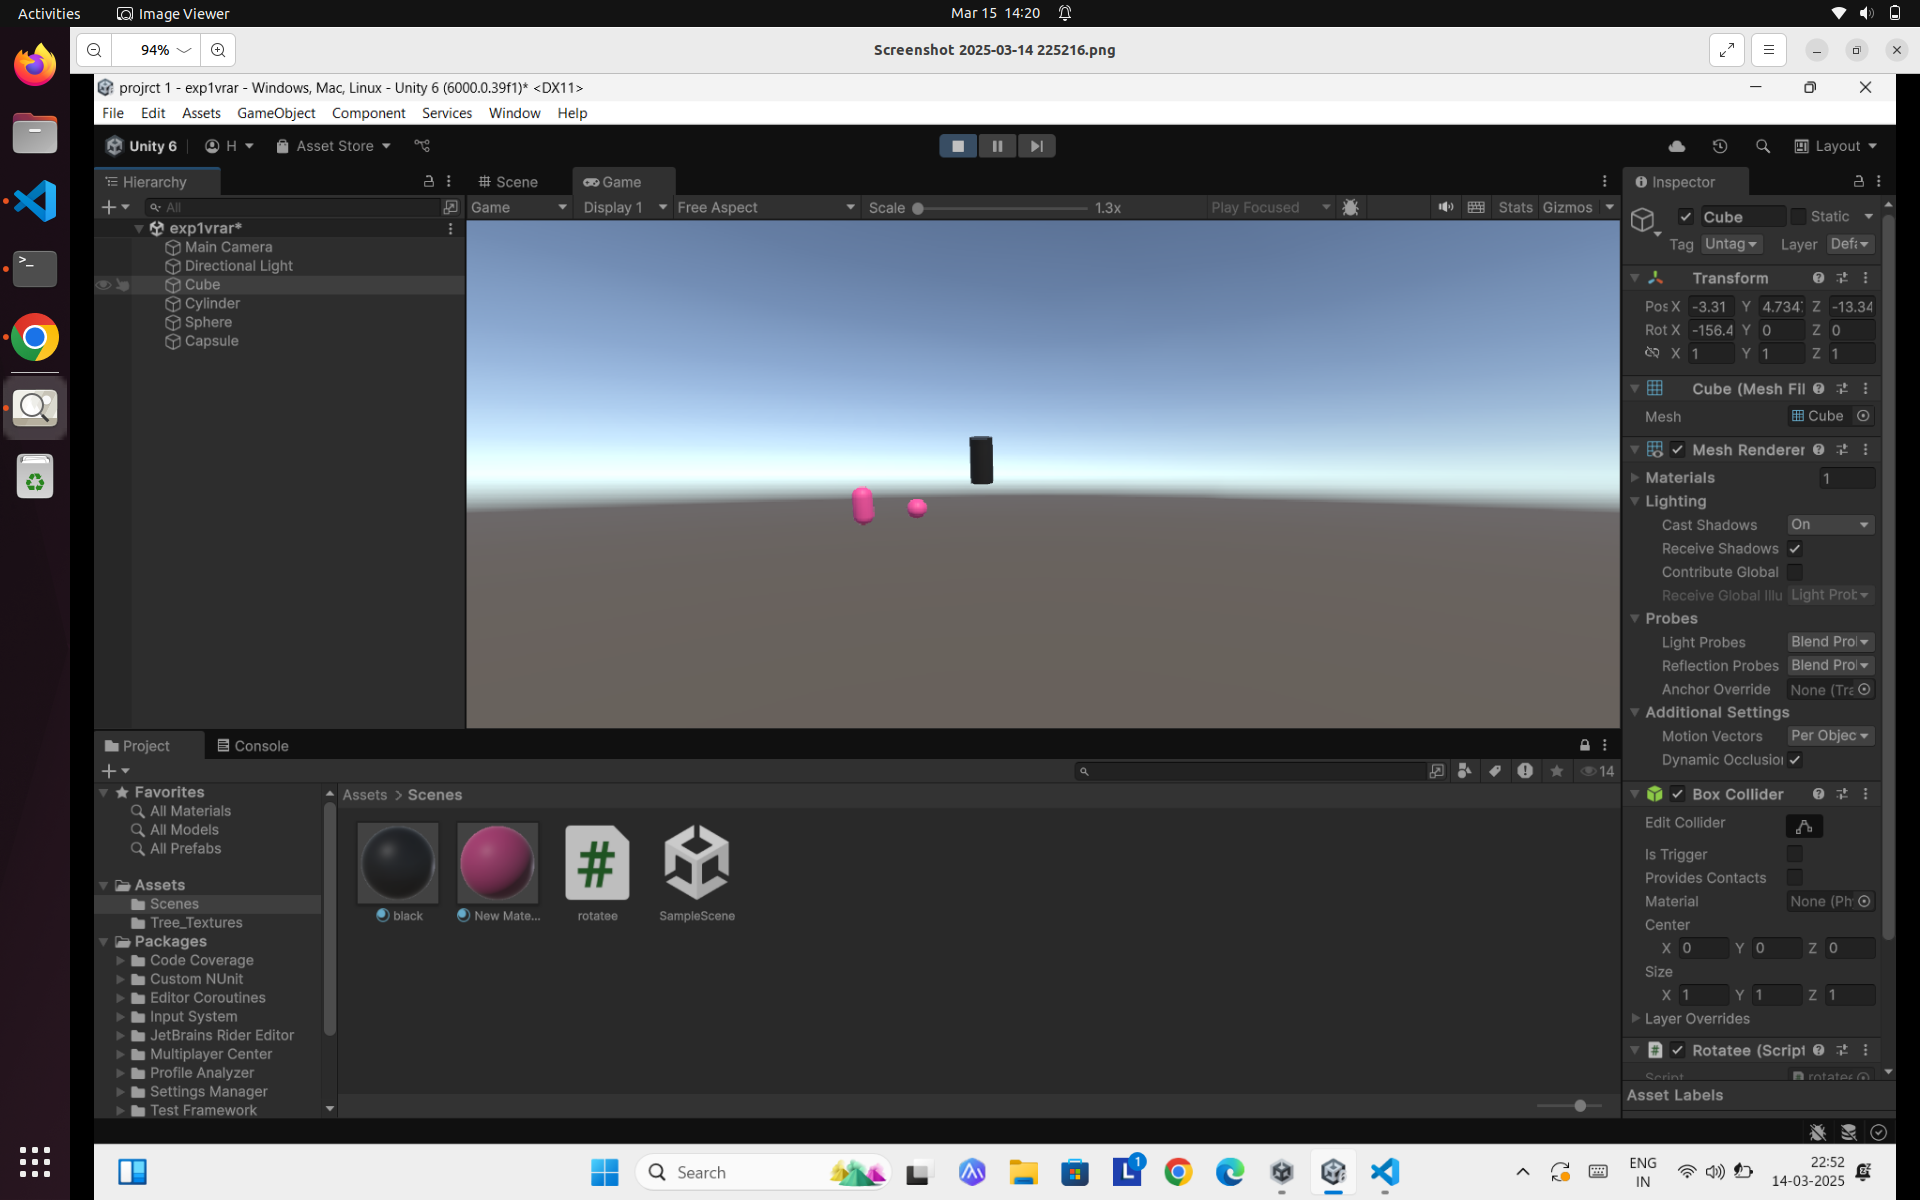 Activities Image Viewer Mar 15 14:20
94% Screenshot 2025-03-14 225216.png
projrct 1 - exp1vrar - Windows, Mac, Linux - Unity 6 (6000.0.39f1)* <DX11>
File Edit Assets GameObject Component Services Window Help
Unity 6 H Asset Store Layout
Hierarchy
All
exp1vrar*
Main Camera
Directional Light
Cube
Cylinder
Sphere
Capsule
Scene Game
Game Display 1 Free Aspect Scale 1.3x Play Focused Stats Gizmos
Inspector
Cube Static
Tag Untag Layer Defa
Transform
Pos X -3.31 Y 4.734 Z -13.34
Rot X -156.4 Y 0 Z 0
X 1 Y 1 Z 1
Cube (Mesh Fil
Mesh Cube
Mesh Renderer
Materials 1
Lighting
Cast Shadows On
Receive Shadows
Contribute Global
Receive Global Illu Light Prob
Probes
Light Probes Blend Pro
Reflection Probes Blend Pro
Anchor Override None (Tra
Additional Settings
Motion Vectors Per Objec
Dynamic Occlusion
Box Collider
Edit Collider
Is Trigger
Provides Contacts
Material None (Ph
Center
X 0 Y 0 Z 0
Size
X 1 Y 1 Z 1
Layer Overrides
Rotatee (Script
Script rotatee
Asset Labels
Project Console
14
Favorites
All Materials
All Models
All Prefabs
Assets
Scenes
Tree_Textures
Packages
Code Coverage
Custom NUnit
Editor Coroutines
Input System
JetBrains Rider Editor
Multiplayer Center
Profile Analyzer
Settings Manager
Test Framework
Assets > Scenes
black New Mate... rotatee SampleScene
Search
1
ENG
IN
22:52
14-03-2025